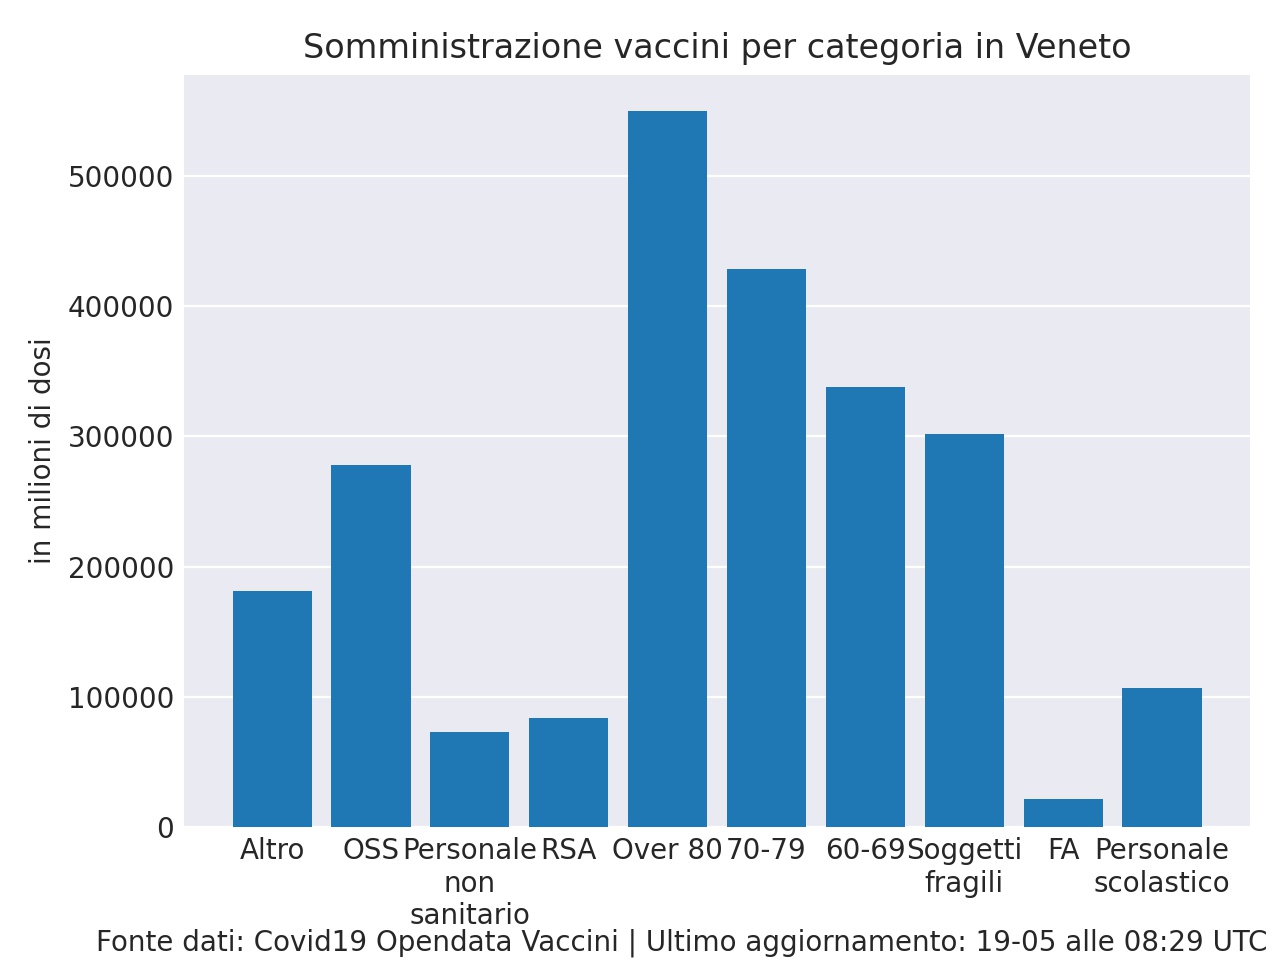 Somministrazione vaccini per categoria in Veneto
in milioni di dosi
500000
400000
300000
200000
100000
0
Altro
OSS
Personale
non
sanitario
RSA
Over 80
70-79
60-69
Soggetti
fragili
FA
Personale
scolastico
Fonte dati: Covid19 Opendata Vaccini | Ultimo aggiornamento: 19-05 alle 08:29 UTC